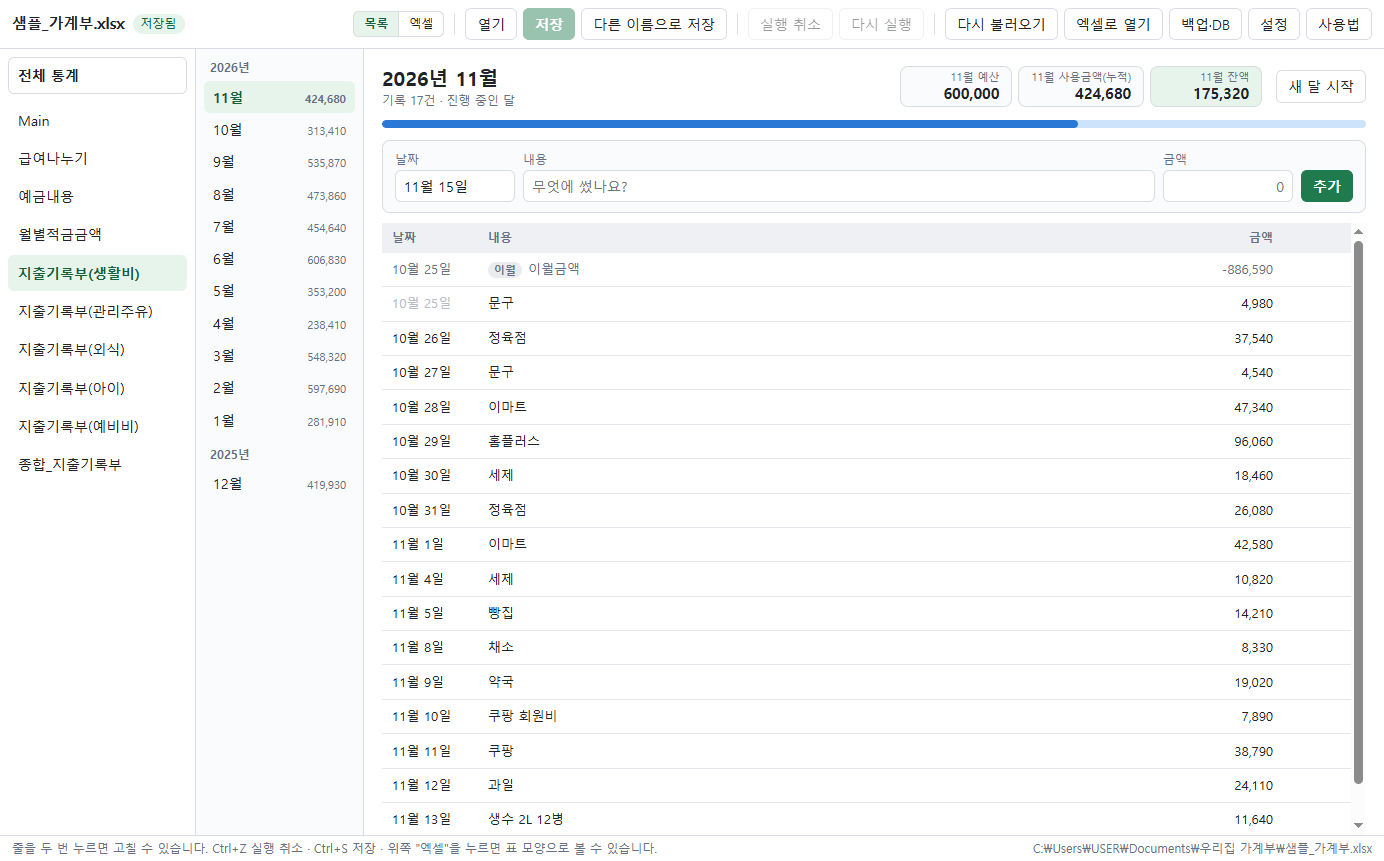 샘플_가계부.xlsx 저장됨 목록 엑셀 열기 저장 다른 이름으로 저장 실행 취소 다시 실행 다시 불러오기 엑셀로 열기 백업·DB 설정 사용법
전체 통계
Main
급여나누기
예금내용
월별적금금액
지출기록부(생활비)
지출기록부(관리주유)
지출기록부(외식)
지출기록부(아이)
지출기록부(예비비)
종합_지출기록부
2026년
11월 424,680
10월 313,410
9월 535,870
8월 473,860
7월 454,640
6월 606,830
5월 353,200
4월 238,410
3월 548,320
2월 597,690
1월 281,910
2025년
12월 419,930
2026년 11월
기록 17건 · 진행 중인 달
11월 예산
600,000
11월 사용금액(누적)
424,680
11월 잔액
175,320
새 달 시작
날짜 내용 금액
11월 15일 무엇에 썼나요? 0 추가
날짜 내용 금액
10월 25일 이월 이월금액 -886,590
10월 25일 문구 4,980
10월 26일 정육점 37,540
10월 27일 문구 4,540
10월 28일 이마트 47,340
10월 29일 홈플러스 96,060
10월 30일 세제 18,460
10월 31일 정육점 26,080
11월 1일 이마트 42,580
11월 4일 세제 10,820
11월 5일 빵집 14,210
11월 8일 채소 8,330
11월 9일 약국 19,020
11월 10일 쿠팡 회원비 7,890
11월 11일 쿠팡 38,790
11월 12일 과일 24,110
11월 13일 생수 2L 12병 11,640
줄을 두 번 누르면 고칠 수 있습니다. Ctrl+Z 실행 취소 · Ctrl+S 저장 · 위쪽 "엑셀"을 누르면 표 모양으로 볼 수 있습니다.
C:₩Users₩USER₩Documents₩우리집 가계부₩샘플_가계부.xlsx